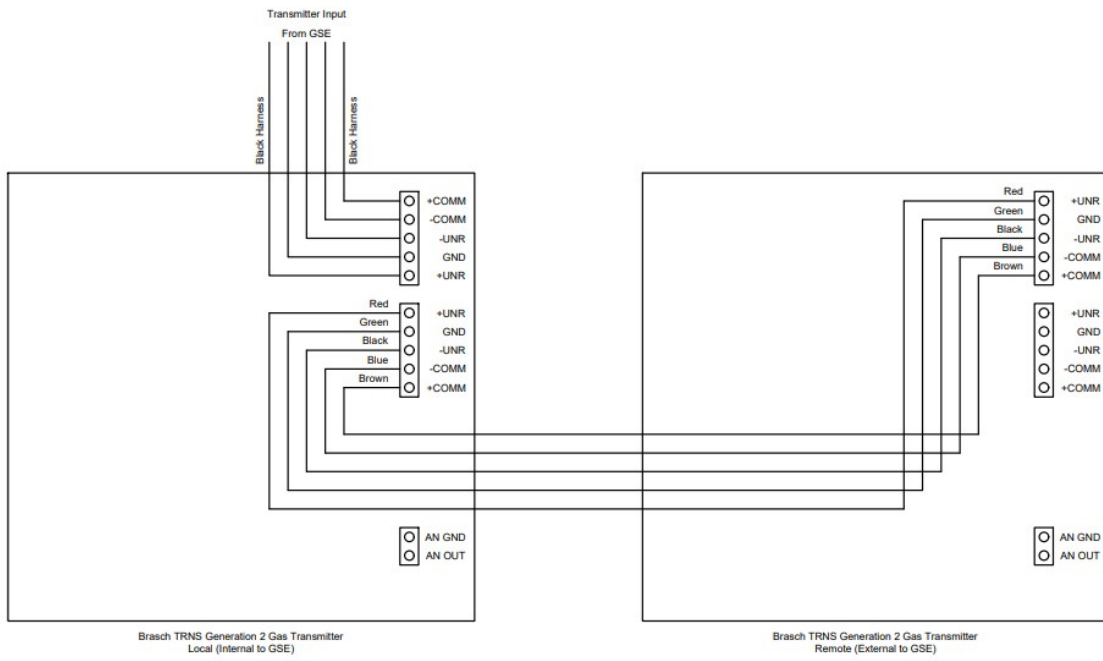 Transmitter Input
From GSE
Black Harness
Black Harness
+COMM
-COMM
-UNR
GND
+UNR
Red
+UNR
Green
GND
Black
-UNR
Blue
-COMM
Brown
+COMM
AN GND
AN OUT
Brasch TRNS Generation 2 Gas Transmitter
Local (Internal to GSE)
Red
+UNR
Green
GND
Black
-UNR
Blue
-COMM
Brown
+COMM
+UNR
GND
-UNR
-COMM
+COMM
AN GND
AN OUT
Brasch TRNS Generation 2 Gas Transmitter
Remote (External to GSE)